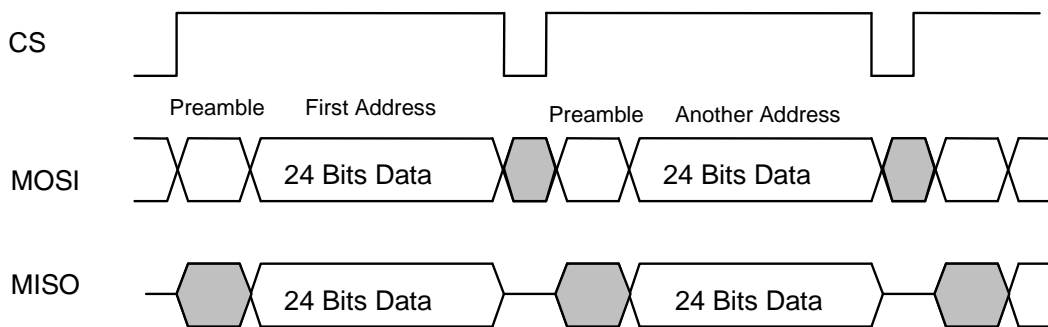 CS
Preamble First Address Preamble Another Address
MOSI 24 Bits Data 24 Bits Data
MISO 24 Bits Data 24 Bits Data